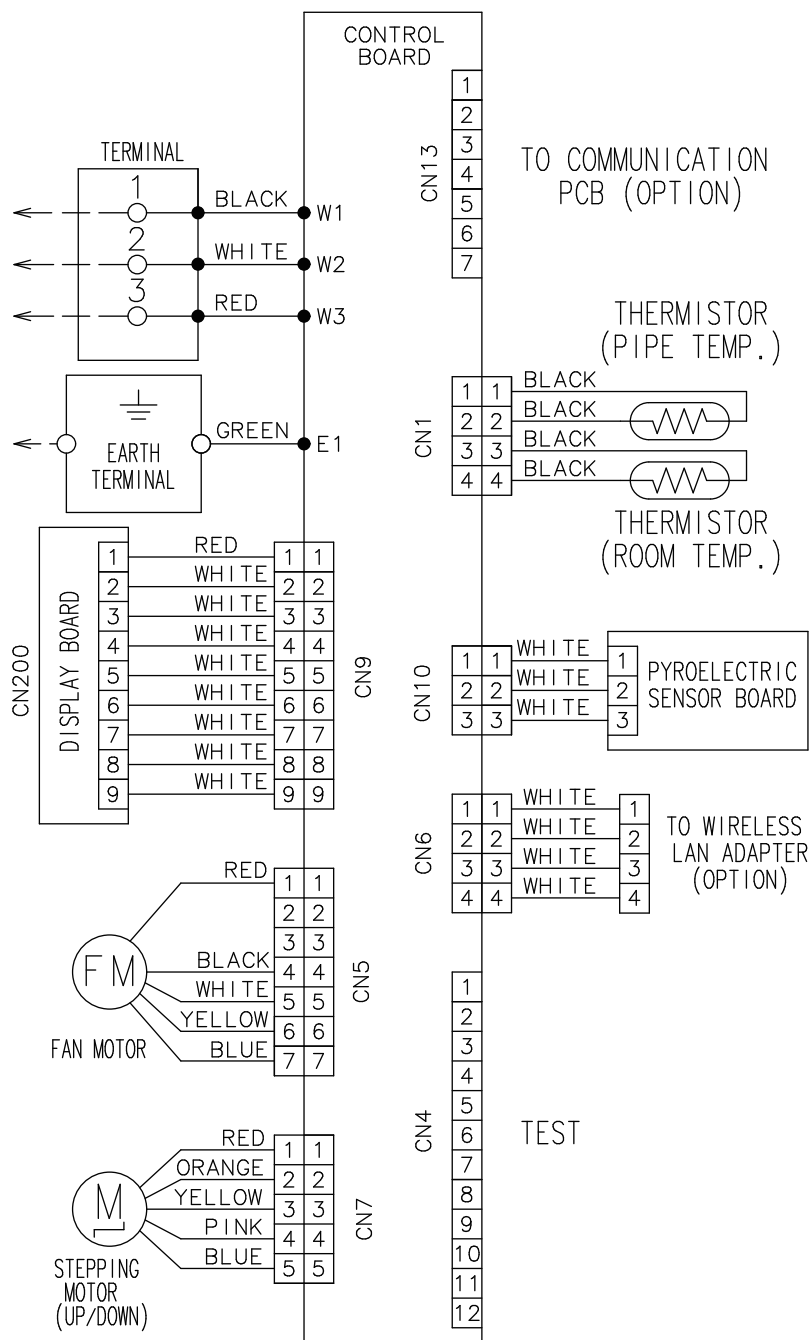 CONTROL
BOARD
CN13
1
2
3
4
5
6
7
TO COMMUNICATION
PCB (OPTION)
TERMINAL
1 BLACK W1
2 WHITE W2
3 RED W3
EARTH
TERMINAL
GREEN E1
THERMISTOR
(PIPE TEMP.)
CN1
1 1 BLACK
2 2 BLACK
3 3 BLACK
4 4 BLACK
THERMISTOR
(ROOM TEMP.)
CN200
DISPLAY BOARD
1 RED 1 1
2 WHITE 2 2
3 WHITE 3 3
4 WHITE 4 4
5 WHITE 5 5
6 WHITE 6 6
7 WHITE 7 7
8 WHITE 8 8
9 WHITE 9 9
CN9
CN10
1 1 WHITE 1
2 2 WHITE 2
3 3 WHITE 3
PYROELECTRIC
SENSOR BOARD
CN6
1 1 WHITE 1
2 2 WHITE 2
3 3 WHITE 3
4 4 WHITE 4
TO WIRELESS
LAN ADAPTER
(OPTION)
FM
FAN MOTOR
RED 1 1
2 2
3 3
BLACK 4 4
WHITE 5 5
YELLOW 6 6
BLUE 7 7
CN5
CN4
1
2
3
4
5
6
7
8
9
10
11
12
TEST
M
STEPPING
MOTOR
(UP/DOWN)
RED 1 1
ORANGE 2 2
YELLOW 3 3
PINK 4 4
BLUE 5 5
CN7